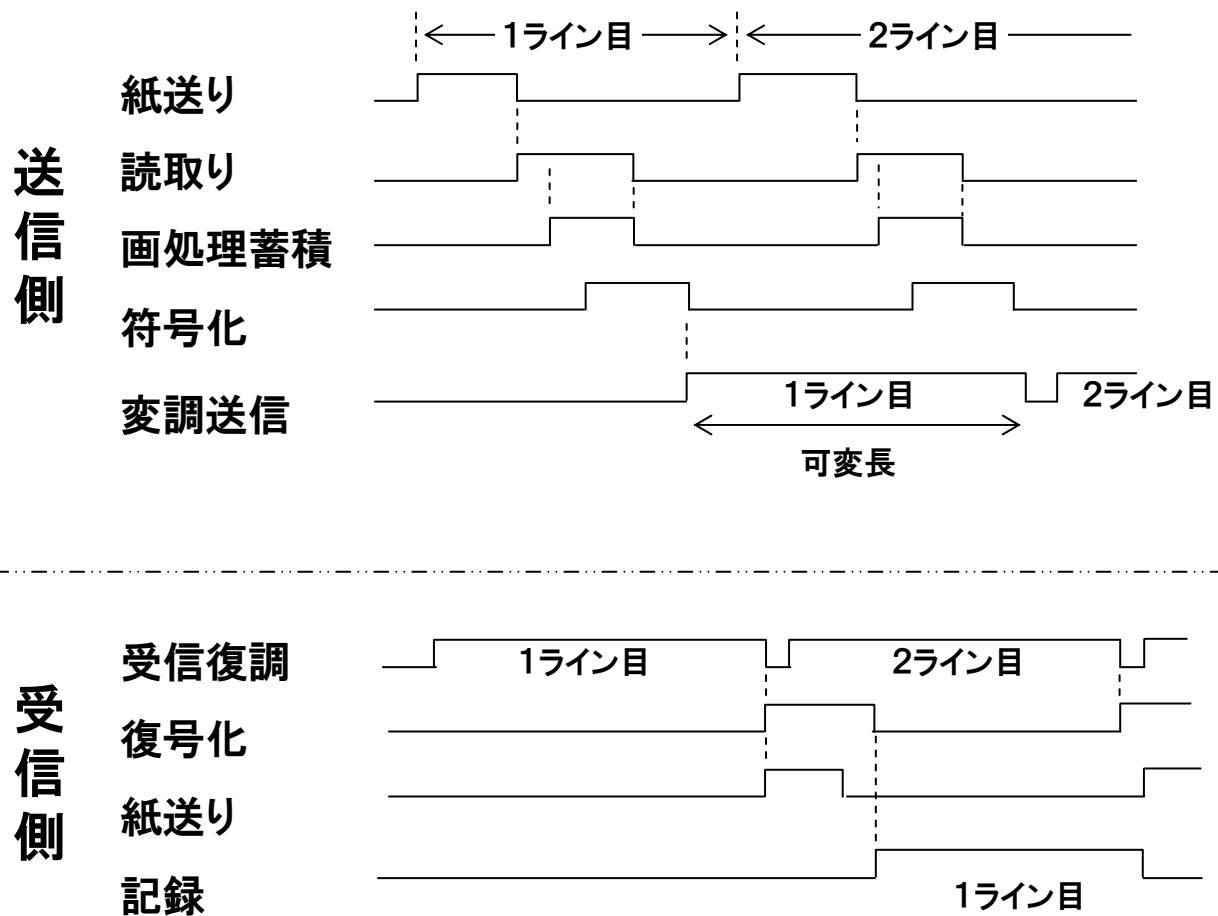 1ライン目 2ライン目
送信側
紙送り
読取り
画処理蓄積
符号化
変調送信
1ライン目 2ライン目
可変長
受信側
受信復調
1ライン目 2ライン目
復号化
紙送り
記録
1ライン目